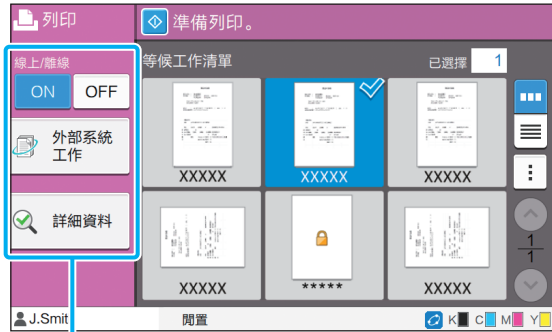 列印
準備列印。
線上/離線
ON OFF
外部系統
工作
詳細資料
等候工作清單
已選擇 1
XXXXX
XXXXX
XXXXX
XXXXX
*****
XXXXX
1
1
J.Smit
閒置
K C M Y